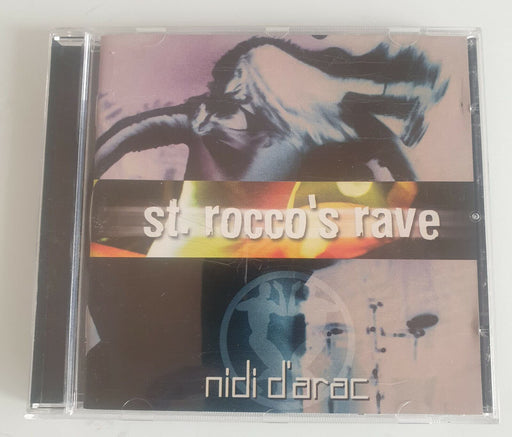 st. rocco's rave
nidi d'arac